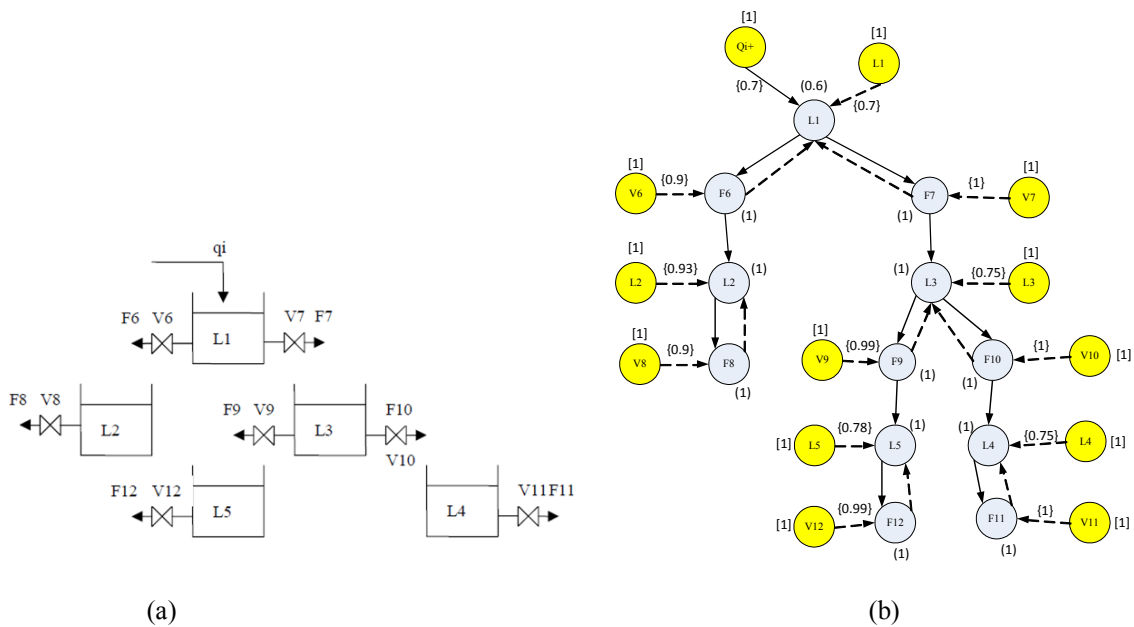 qi
F6 V6
V7 F7
L1
F8 V8
L2
F9 V9
L3
F10
V10
F12 V12
L5
L4
V11F11
(a)
[1]
Qi+
[1]
L1
{0.7}
(0.6)
{0.7}
L1
[1]
V6
{0.9}
F6
(1)
F7
(1)
{1}
[1]
V7
[1]
L2
{0.93}
L2
(1)
(1)
L3
{0.75}
[1]
L3
[1]
V8
{0.9}
F8
(1)
[1]
V9
{0.99}
F9
(1)
F10
(1)
{1}
V10
[1]
[1]
L5
{0.78}
L5
(1)
(1)
L4
{0.75}
L4
[1]
[1]
V12
{0.99}
F12
(1)
F11
(1)
{1}
V11
[1]
(b)